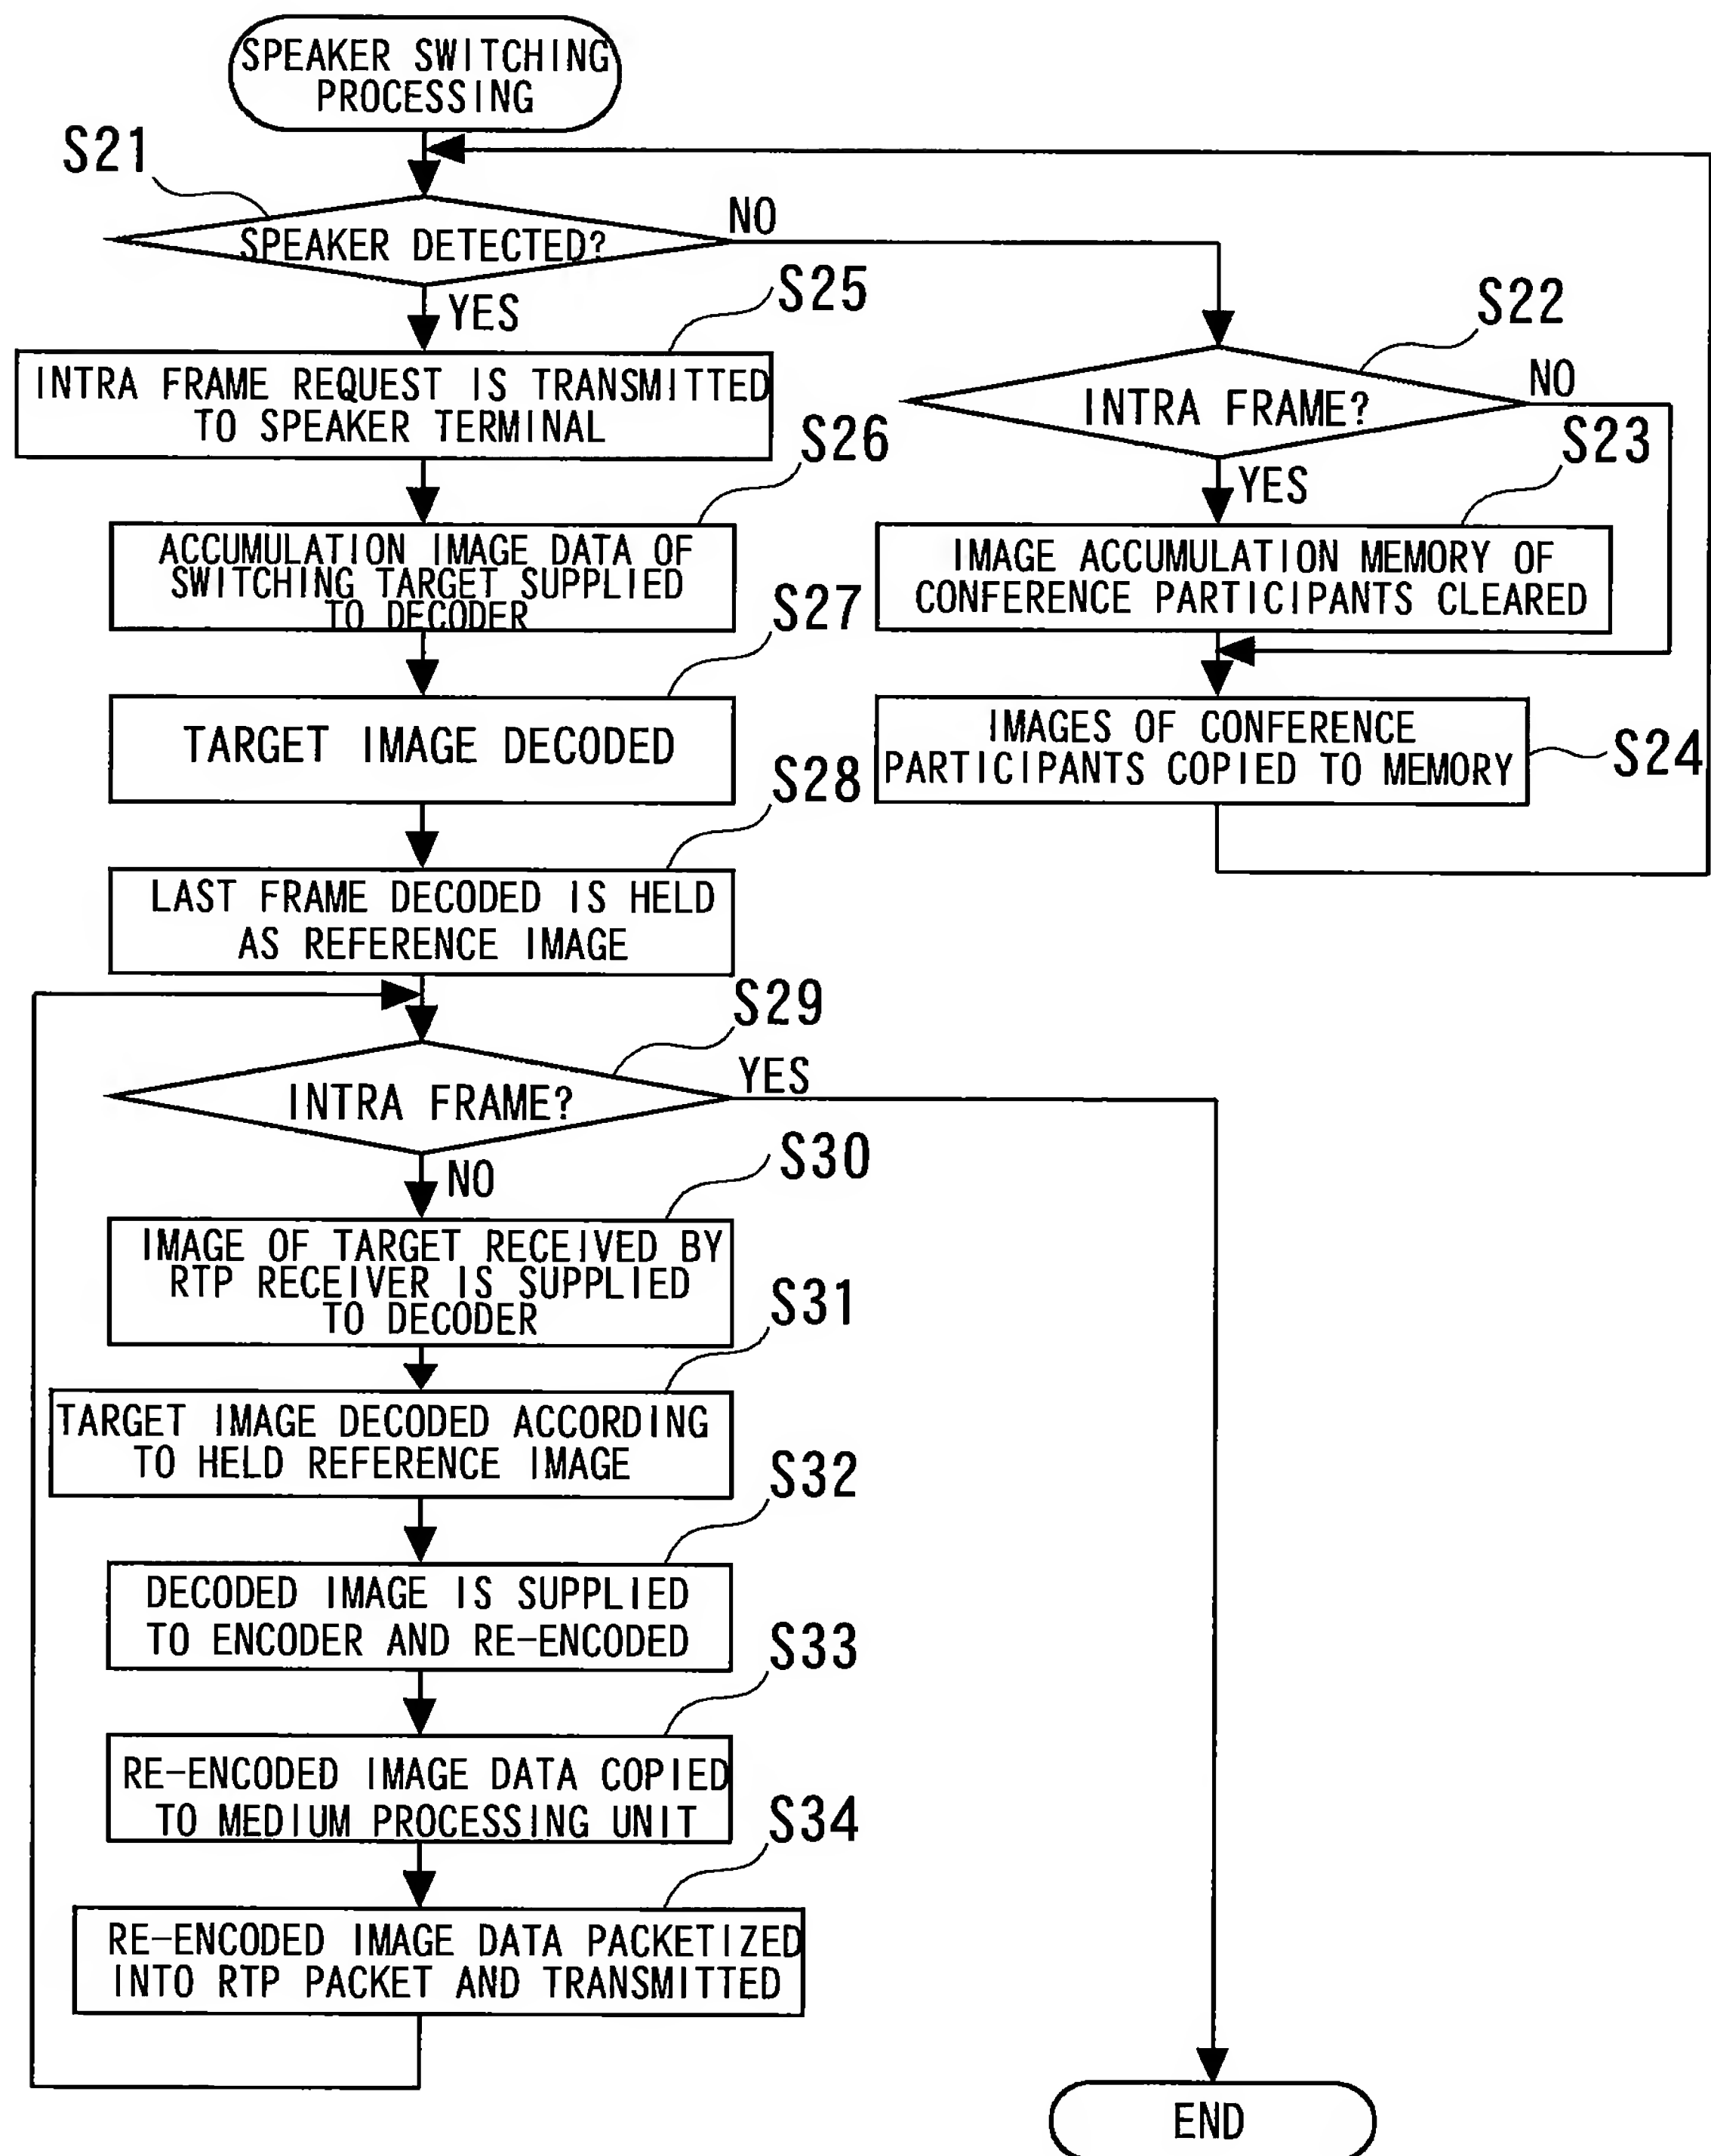 SPEAKER SWITCHING
PROCESSING
S21
SPEAKER DETECTED?
NO
YES
S25
INTRA FRAME REQUEST IS TRANSMITTED
TO SPEAKER TERMINAL
S22
INTRA FRAME?
NO
YES
S23
IMAGE ACCUMULATION MEMORY OF
CONFERENCE PARTICIPANTS CLEARED
IMAGES OF CONFERENCE
PARTICIPANTS COPIED TO MEMORY
S24
S26
ACCUMULATION IMAGE DATA OF
SWITCHING TARGET SUPPLIED
TO DECODER
S27
TARGET IMAGE DECODED
S28
LAST FRAME DECODED IS HELD
AS REFERENCE IMAGE
S29
INTRA FRAME?
YES
NO
S30
IMAGE OF TARGET RECEIVED BY
RTP RECEIVER IS SUPPLIED
TO DECODER
S31
TARGET IMAGE DECODED ACCORDING
TO HELD REFERENCE IMAGE
S32
DECODED IMAGE IS SUPPLIED
TO ENCODER AND RE-ENCODED
S33
RE-ENCODED IMAGE DATA COPIED
TO MEDIUM PROCESSING UNIT
S34
RE-ENCODED IMAGE DATA PACKETIZED
INTO RTP PACKET AND TRANSMITTED
END